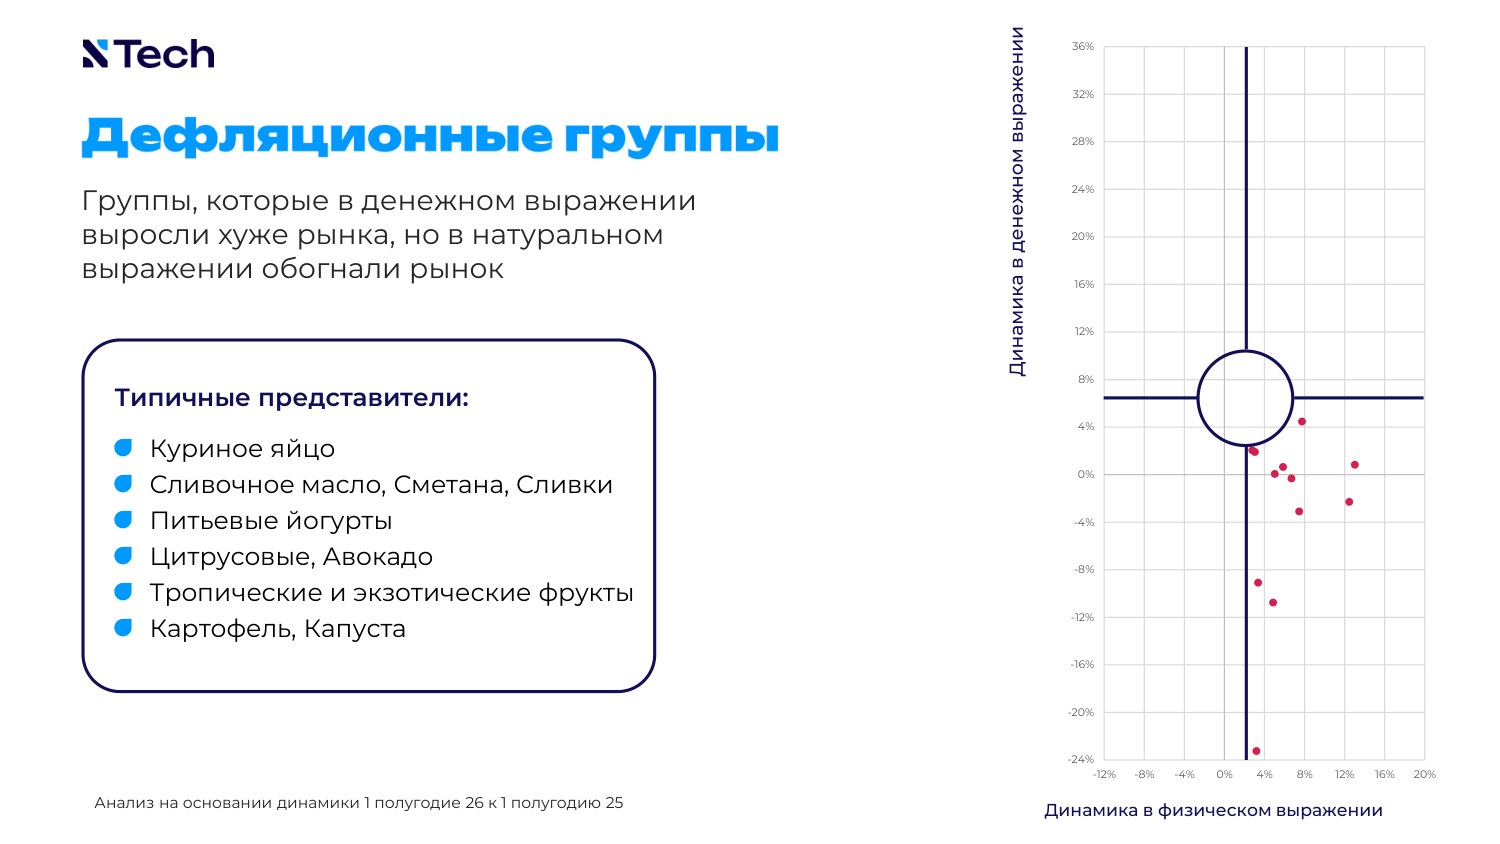 Tech
Дефляционные группы
Группы, которые в денежном выражении
выросли хуже рынка, но в натуральном
выражении обогнали рынок
Типичные представители:
Куриное яйцо
Сливочное масло, Сметана, Сливки
Питьевые йогурты
Цитрусовые, Авокадо
Тропические и экзотические фрукты
Картофель, Капуста
Анализ на основании динамики 1 полугодие 26 к 1 полугодию 25
Динамика в денежном выражении
36%
32%
28%
24%
20%
16%
12%
8%
4%
0%
-4%
-8%
-12%
-16%
-20%
-24%
-12% -8% -4% 0% 4% 8% 12% 16% 20%
Динамика в физическом выражении